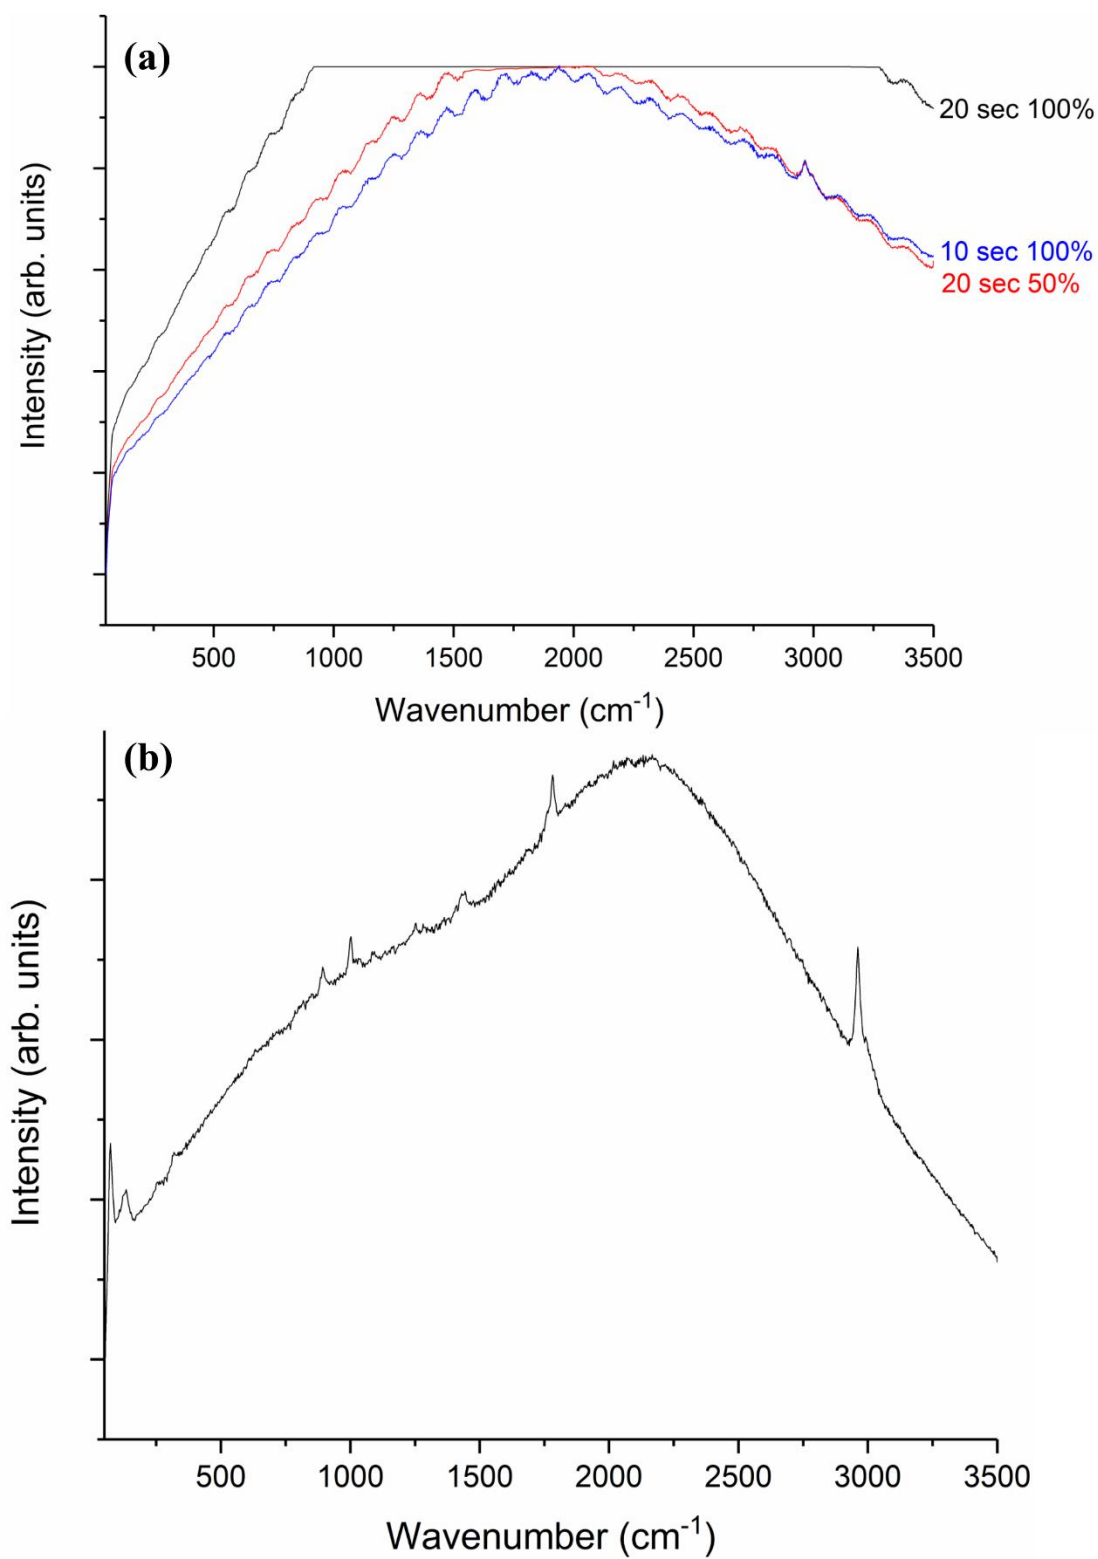 (a)
20 sec 100%
10 sec 100%
20 sec 50%
Intensity (arb. units)
500 1000 1500 2000 2500 3000 3500
Wavenumber (cm⁻¹)
(b)
Intensity (arb. units)
500 1000 1500 2000 2500 3000 3500
Wavenumber (cm⁻¹)